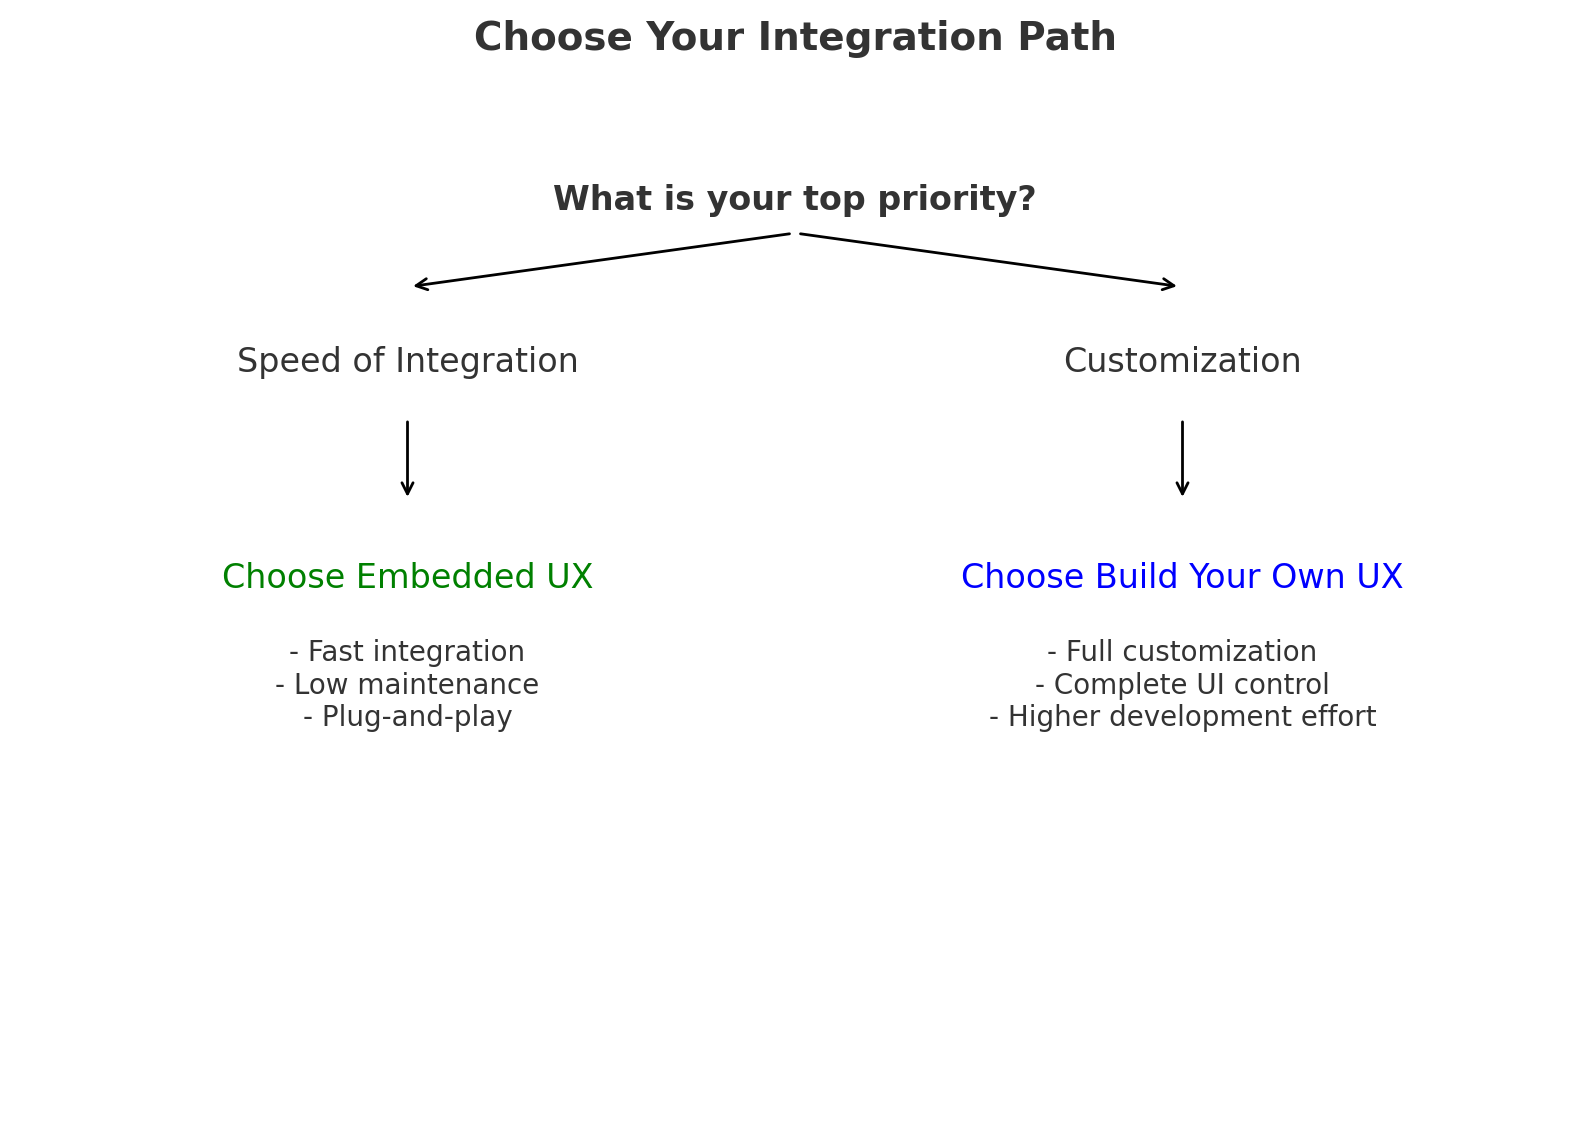 Choose Your Integration Path
What is your top priority?
Speed of Integration
Customization
Choose Embedded UX
Choose Build Your Own UX
- Fast integration
- Low maintenance
- Plug-and-play
- Full customization
- Complete UI control
- Higher development effort